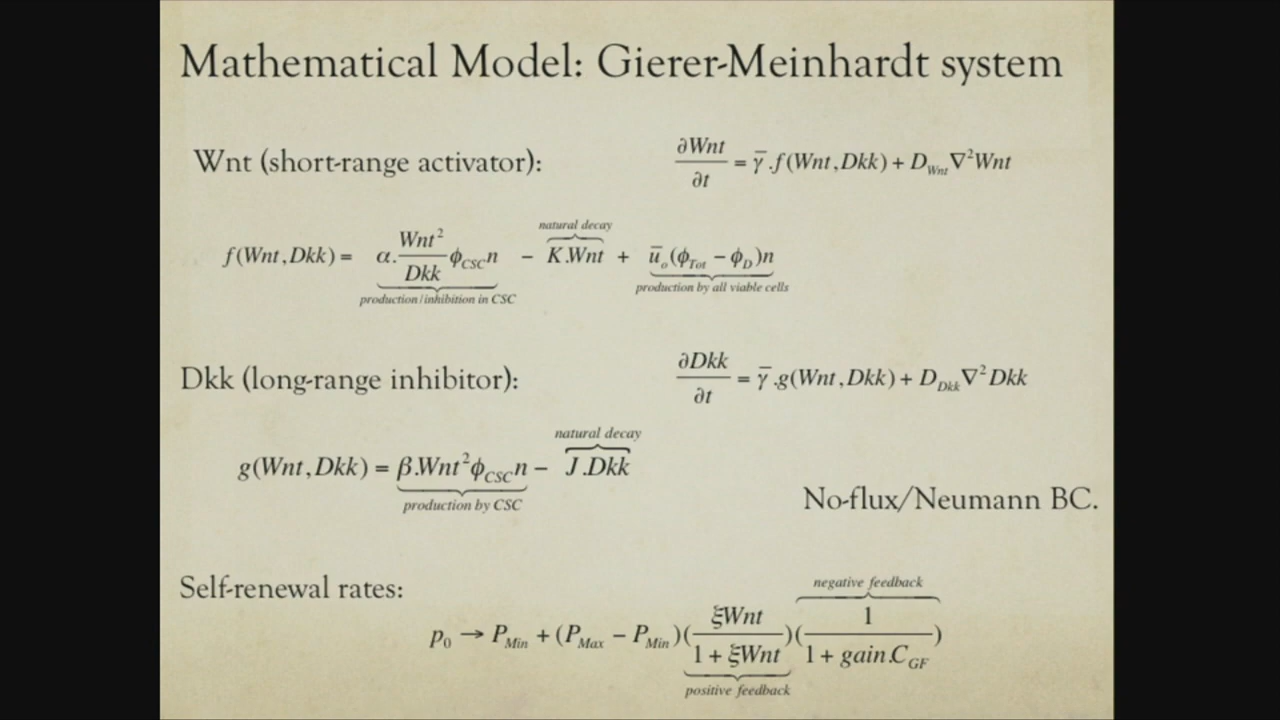 Mathematical Model: Gierer-Meinhardt system
Wnt (short-range activator): ∂Wnt/∂t = γ̄.f(Wnt,Dkk) + D_Wnt ∇²Wnt
natural decay
f(Wnt,Dkk) = α.Wnt²/Dkk φ_CSC n − K.Wnt + ū_o(φ_Tot − φ_D)n
production/inhibition in CSC production by all viable cells
Dkk (long-range inhibitor): ∂Dkk/∂t = γ̄.g(Wnt,Dkk) + D_Dkk ∇²Dkk
natural decay
g(Wnt,Dkk) = β.Wnt²φ_CSC n − J.Dkk
production by CSC
No-flux/Neumann BC.
Self-renewal rates:
negative feedback
p₀ → P_Min + (P_Max − P_Min)(ξWnt/1 + ξWnt)(1/1 + gain.C_GF)
positive feedback